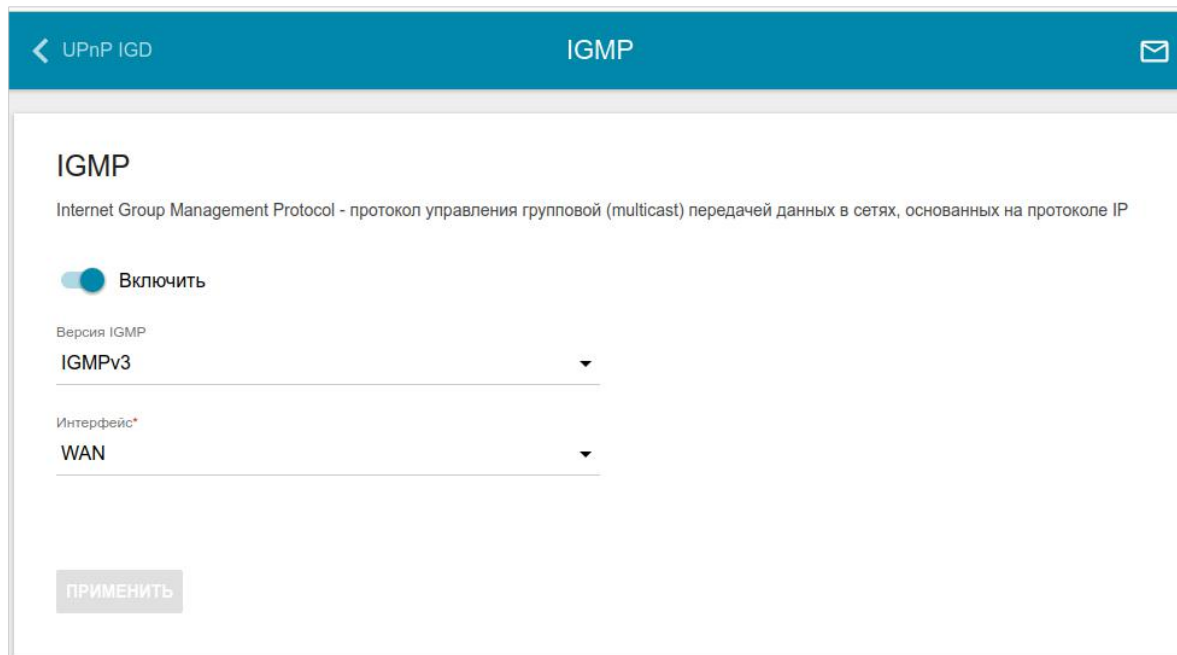 UPnP IGD
IGMP
IGMP
Internet Group Management Protocol - протокол управления групповой (multicast) передачей данных в сетях, основанных на протоколе IP
Включить
Версия IGMP
IGMPv3
Интерфейс*
WAN
ПРИМЕНИТЬ